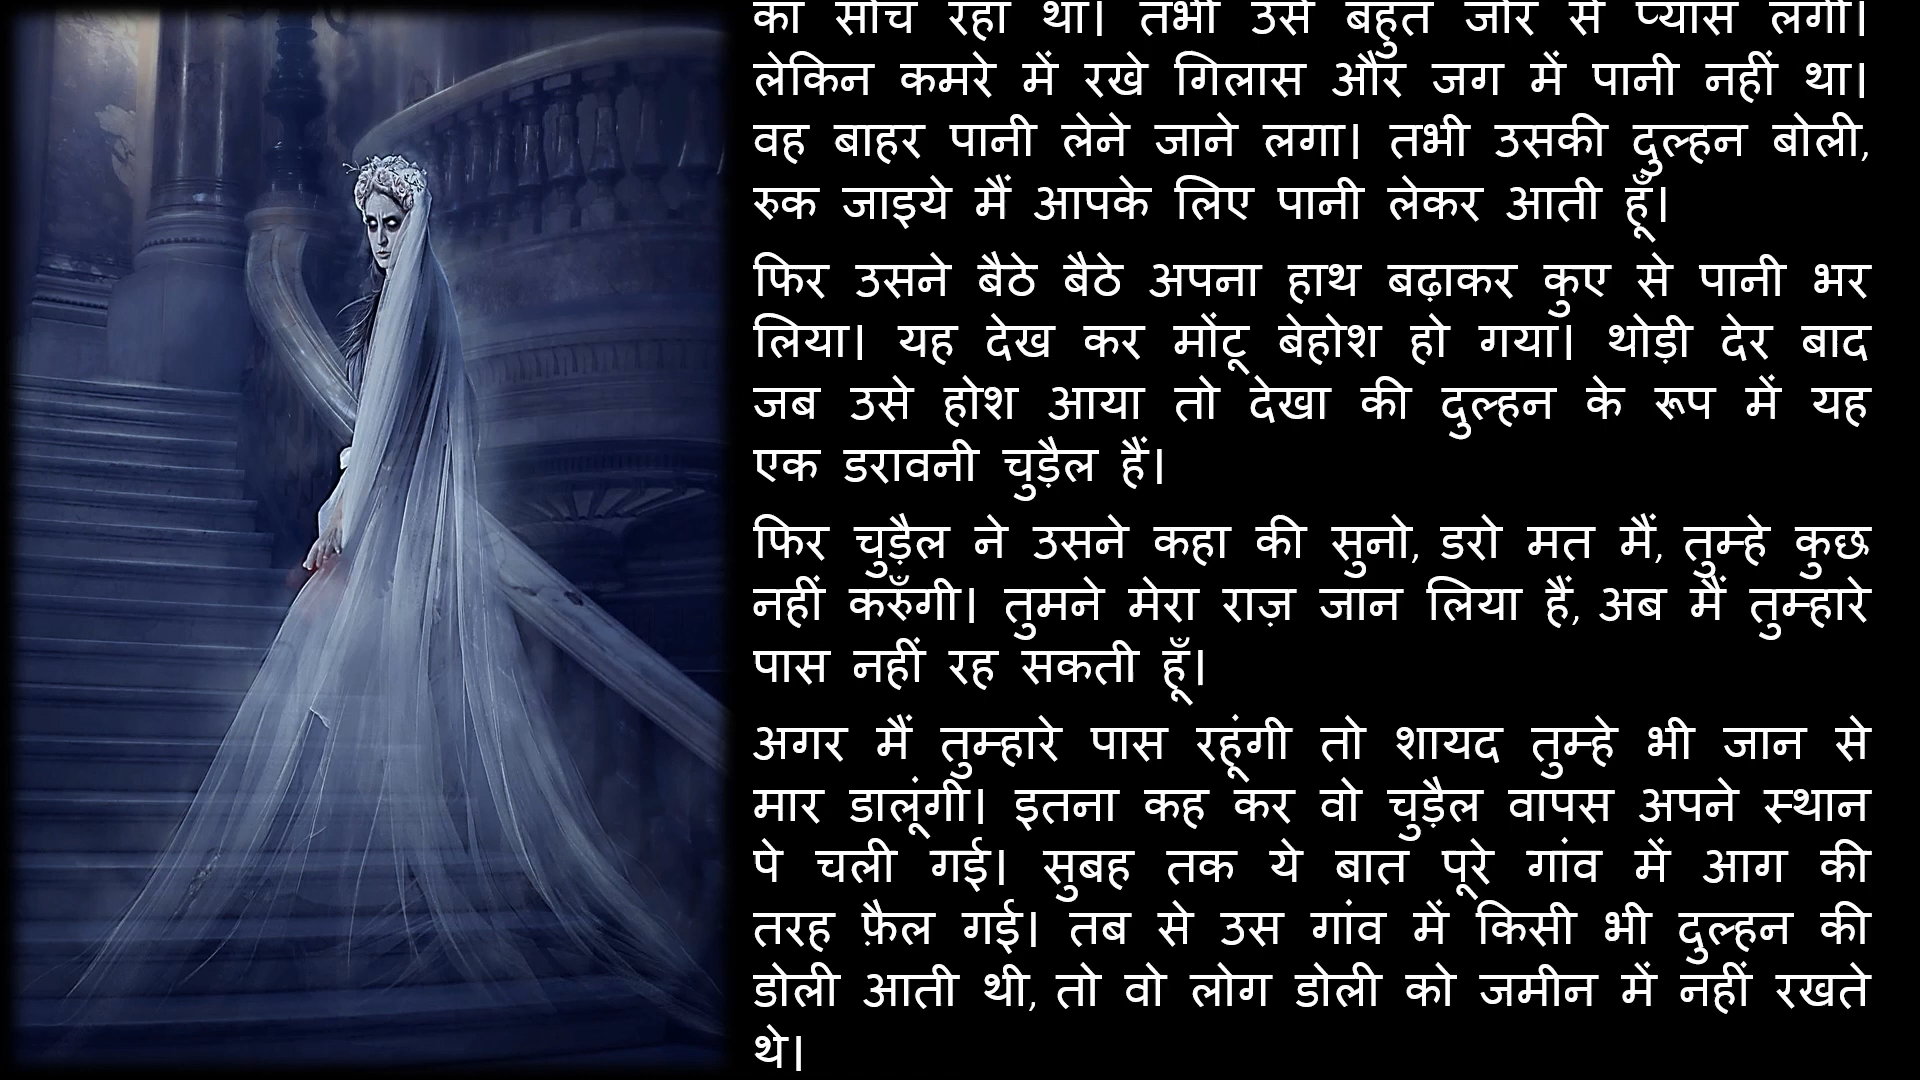 का सोच रहा था। तभी उसे बहुत जोर से प्यास लगी।
लेकिन कमरे में रखे गिलास और जग में पानी नहीं था।
वह बाहर पानी लेने जाने लगा। तभी उसकी दुल्हन बोली,
रुक जाइये मैं आपके लिए पानी लेकर आती हूँ।
फिर उसने बैठे बैठे अपना हाथ बढ़ाकर कुए से पानी भर
लिया। यह देख कर मोंटू बेहोश हो गया। थोड़ी देर बाद
जब उसे होश आया तो देखा की दुल्हन के रूप में यह
एक डरावनी चुड़ैल हैं।
फिर चुड़ैल ने उसने कहा की सुनो, डरो मत मैं, तुम्हे कुछ
नहीं करुँगी। तुमने मेरा राज़ जान लिया हैं, अब मैं तुम्हारे
पास नहीं रह सकती हूँ।
अगर मैं तुम्हारे पास रहूंगी तो शायद तुम्हे भी जान से
मार डालूंगी। इतना कह कर वो चुड़ैल वापस अपने स्थान
पे चली गई। सुबह तक ये बात पूरे गांव में आग की
तरह फ़ैल गई। तब से उस गांव में किसी भी दुल्हन की
डोली आती थी, तो वो लोग डोली को जमीन में नहीं रखते
थे।